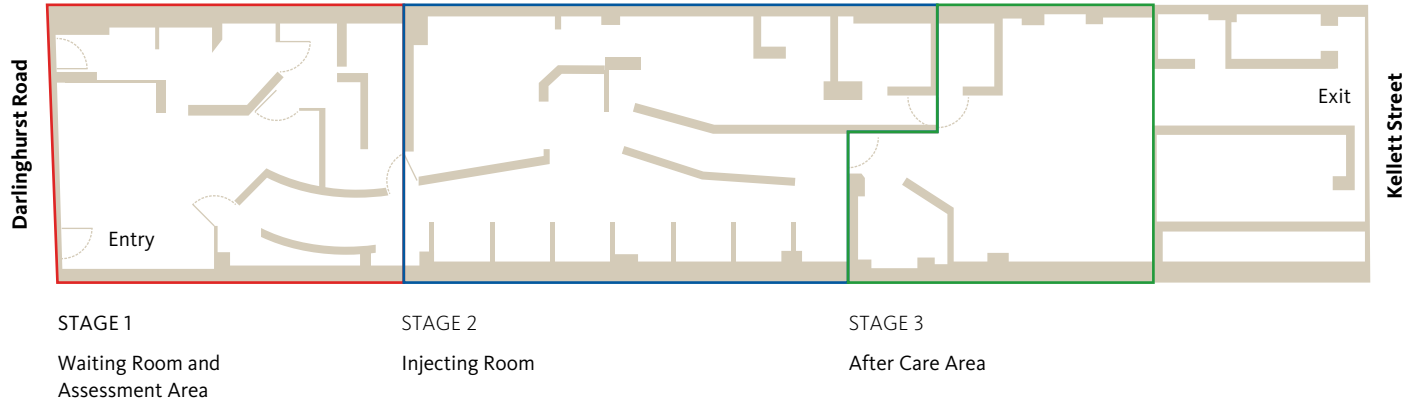 Darlinghurst Road
Entry
Exit
Kellett Street
STAGE 1
Waiting Room and
Assessment Area
STAGE 2
Injecting Room
STAGE 3
After Care Area